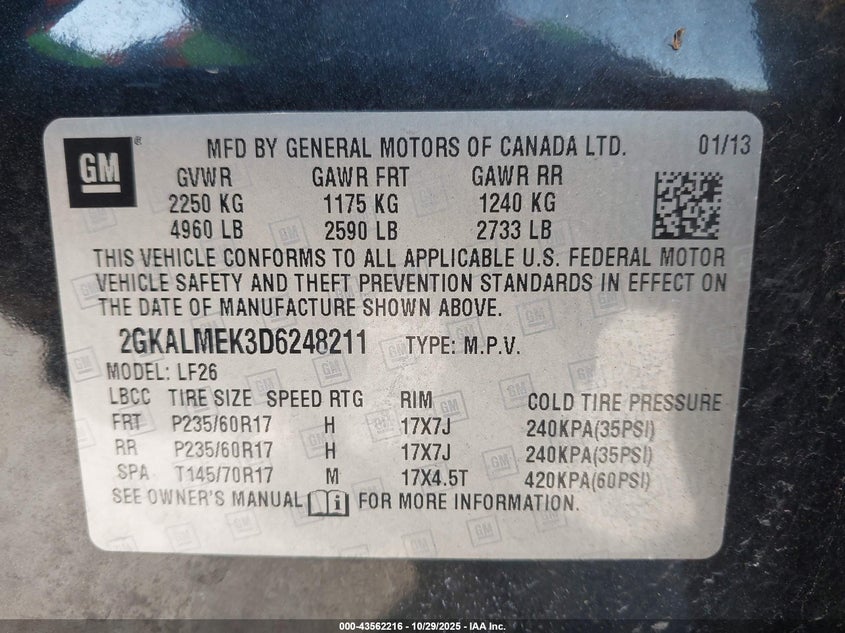 GM
MFD BY GENERAL MOTORS OF CANADA LTD. 01/13
GVWR GAWR FRT GAWR RR
2250 KG 1175 KG 1240 KG
4960 LB 2590 LB 2733 LB
THIS VEHICLE CONFORMS TO ALL APPLICABLE U.S. FEDERAL MOTOR
VEHICLE SAFETY AND THEFT PREVENTION STANDARDS IN EFFECT ON
THE DATE OF MANUFACTURE SHOWN ABOVE.
2GKALMEK3D6248211 TYPE: M.P.V.
MODEL: LF26
LBCC TIRE SIZE SPEED RTG RIM COLD TIRE PRESSURE
FRT P235/60R17 H 17X7J 240KPA(35PSI)
RR P235/60R17 H 17X7J 240KPA(35PSI)
SPA T145/70R17 M 17X4.5T 420KPA(60PSI)
SEE OWNER'S MANUAL FOR MORE INFORMATION.
000-43562216 - 10/29/2025 - IAA Inc.